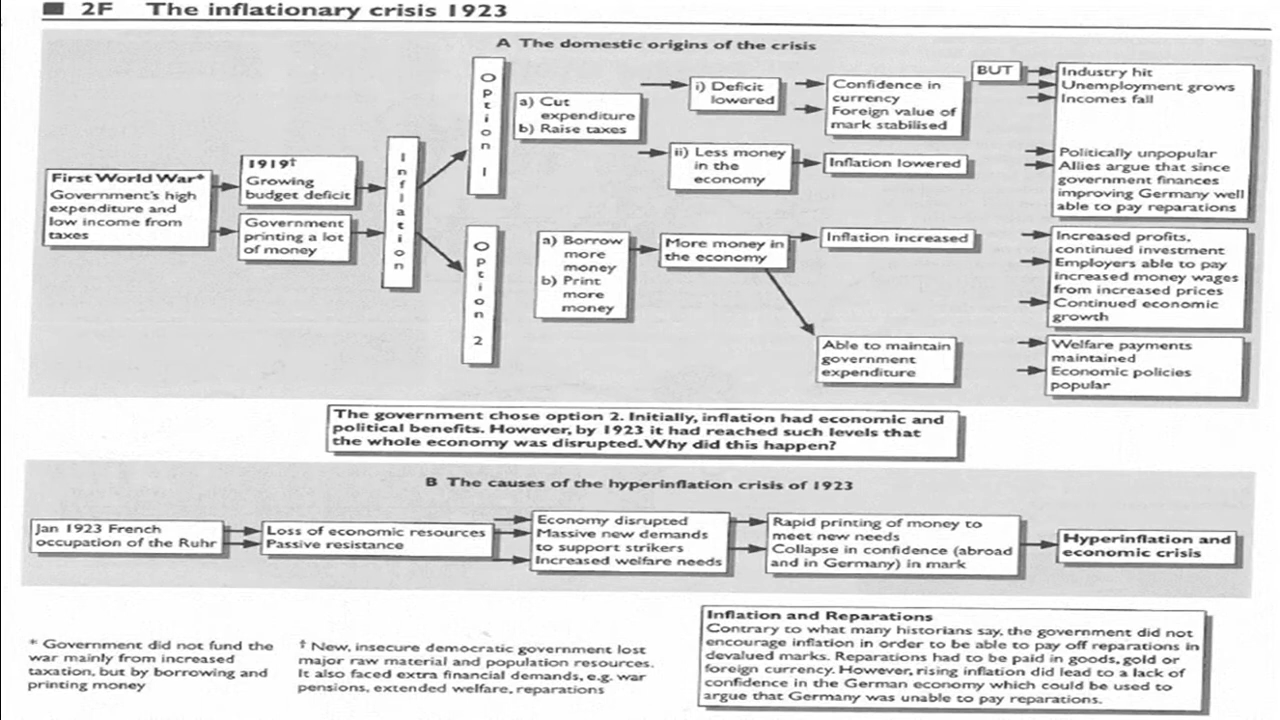 2F The inflationary crisis 1923
A The domestic origins of the crisis
First World War*
Government's high
expenditure and
low income from
taxes
1919†
Growing
budget deficit
Government
printing a lot
of money
Inflation
Option 1
a) Cut
expenditure
b) Raise taxes
i) Deficit
lowered
Confidence in
currency
Foreign value of
mark stabilised
ii) Less money
in the
economy
Inflation lowered
BUT
Industry hit
Unemployment grows
Incomes fall
Politically unpopular
Allies argue that since
government finances
improving Germany well
able to pay reparations
Option 2
a) Borrow
more
money
b) Print
more
money
More money in
the economy
Inflation increased
Increased profits,
continued investment
Employers able to pay
increased money wages
from increased prices
Continued economic
growth
Able to maintain
government
expenditure
Welfare payments
maintained
Economic policies
popular
The government chose option 2. Initially, inflation had economic and
political benefits. However, by 1923 it had reached such levels that
the whole economy was disrupted. Why did this happen?
B The causes of the hyperinflation crisis of 1923
Jan 1923 French
occupation of the Ruhr
Loss of economic resources
Passive resistance
Economy disrupted
Massive new demands
to support strikers
Increased welfare needs
Rapid printing of money to
meet new needs
Collapse in confidence (abroad
and in Germany) in mark
Hyperinflation and
economic crisis
* Government did not fund the
war mainly from increased
taxation, but by borrowing and
printing money
† New, insecure democratic government lost
major raw material and population resources.
It also faced extra financial demands, e.g. war
pensions, extended welfare, reparations
Inflation and Reparations
Contrary to what many historians say, the government did not
encourage inflation in order to be able to pay off reparations in
devalued marks. Reparations had to be paid in goods, gold or
foreign currency. However, rising inflation did lead to a lack of
confidence in the German economy which could be used to
argue that Germany was unable to pay reparations.